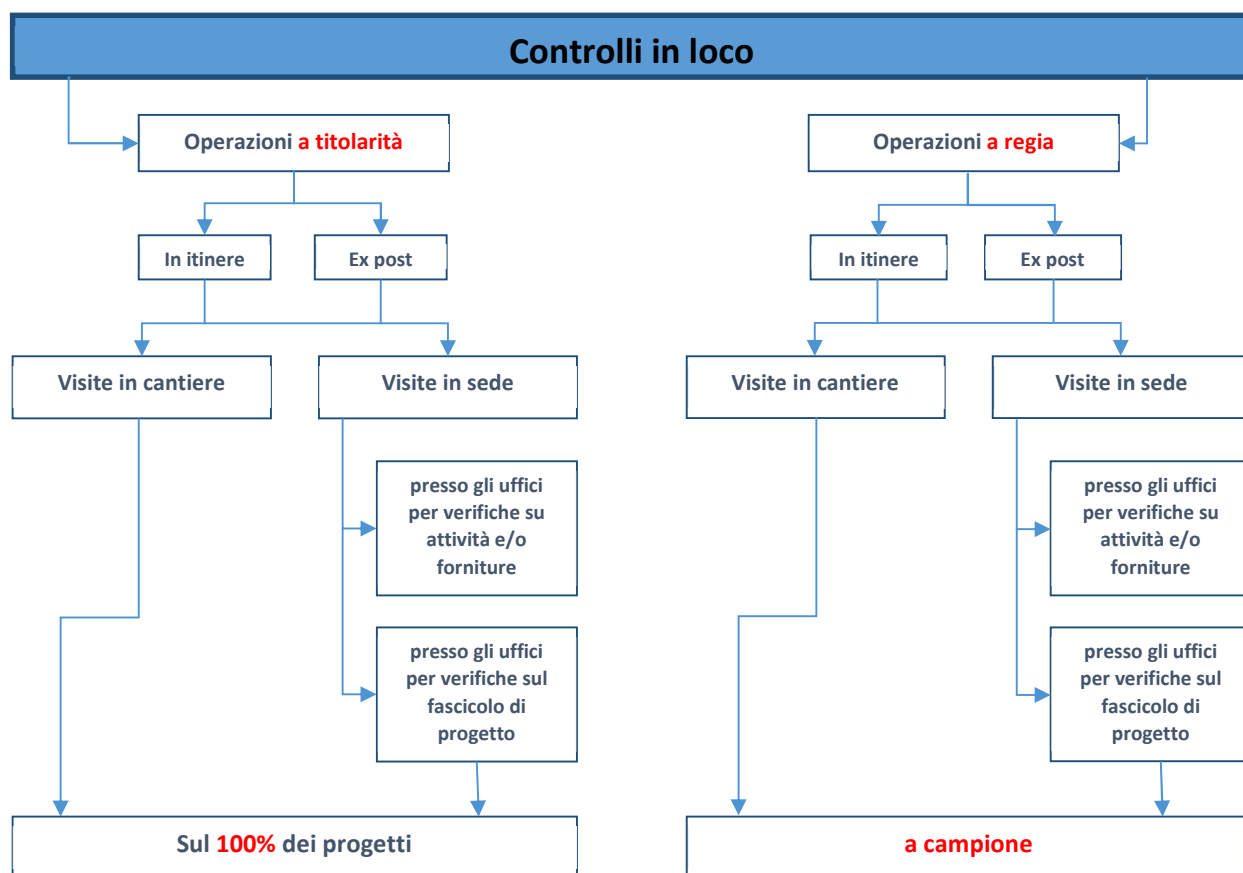 Controlli in loco
Operazioni a titolarità
Operazioni a regia
In itinere
Ex post
In itinere
Ex post
Visite in cantiere
Visite in sede
Visite in cantiere
Visite in sede
presso gli uffici
per verifiche su
attività e/o
forniture
presso gli uffici
per verifiche su
attività e/o
forniture
presso gli uffici
per verifiche sul
fascicolo di
progetto
presso gli uffici
per verifiche sul
fascicolo di
progetto
Sul 100% dei progetti
a campione